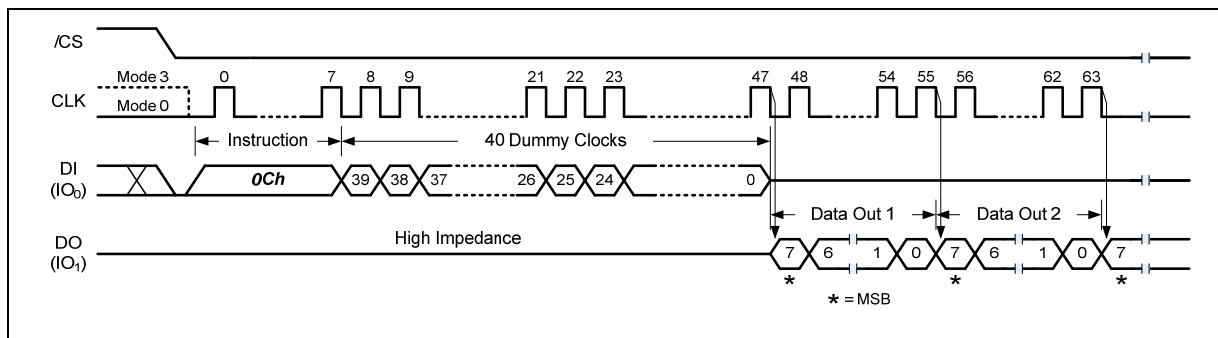 /CS
Mode 3 0 7 8 9 21 22 23 47 48 54 55 56 62 63
CLK Mode 0
Instruction 40 Dummy Clocks
DI 0Ch 39 38 37 26 25 24 0
(IO0)
Data Out 1 Data Out 2
High Impedance
DO 7 6 1 0 7 6 1 0 7
(IO1)
* * *
* = MSB